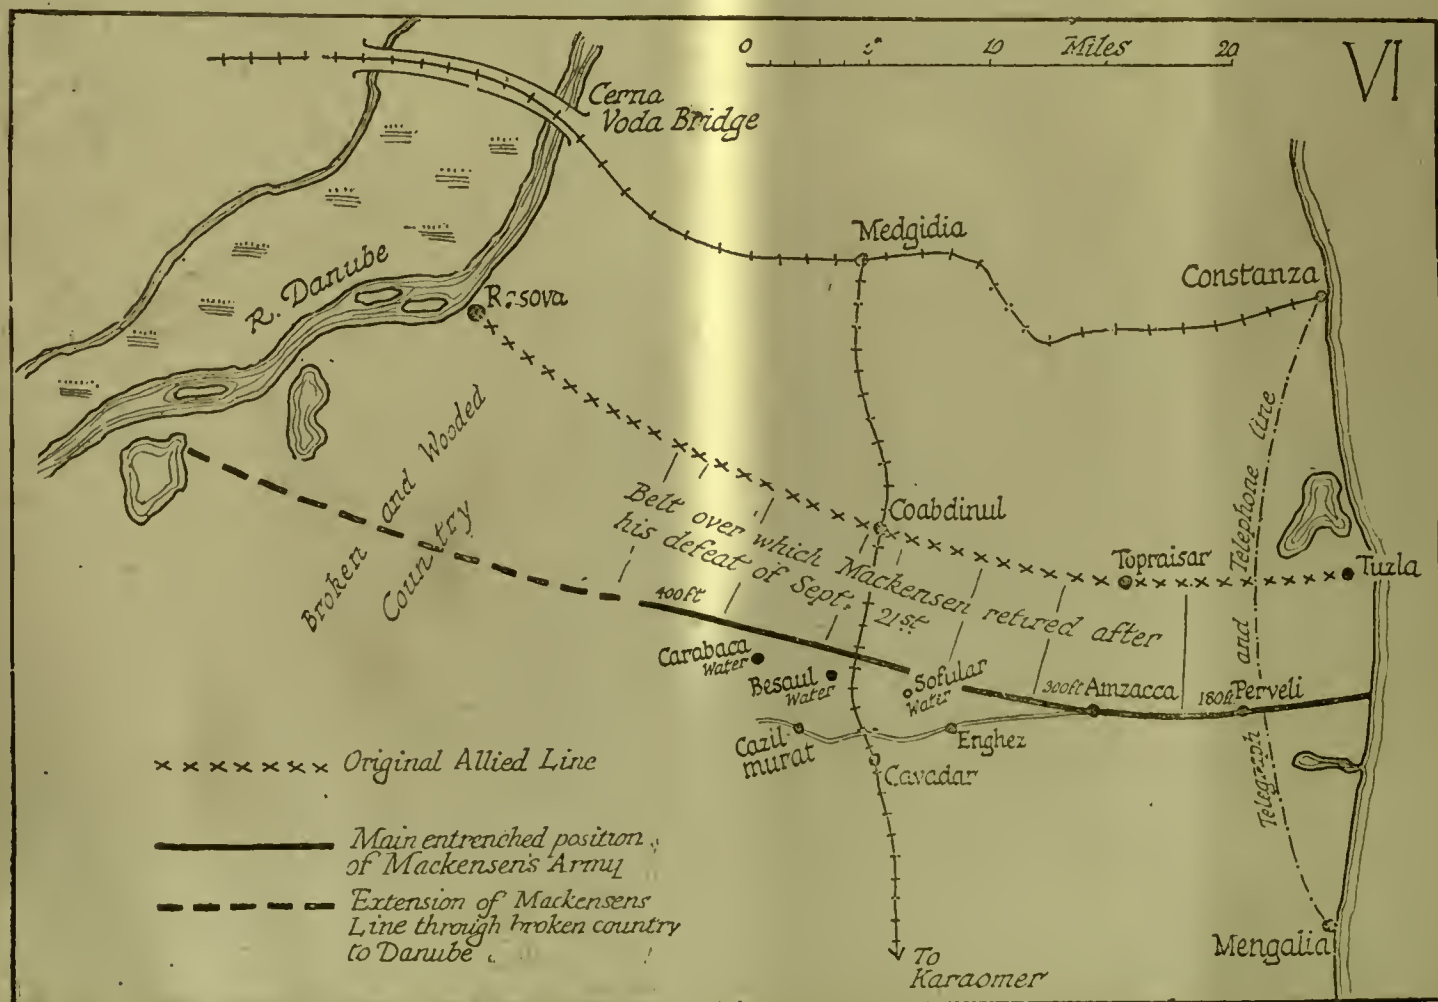 0 5 10 Miles 20
VI
Cerna
Voda Bridge
Medgidia
Constanza
R. Danube
Rasova
Broken and Wooded
Country
Belt over which Mackensen retired after
his defeat of Sept. 21st.
Coabdinul
Topraisar
Tuzla
Telegraph and Telephone line
400ft
Carabaca
Water
Besaul
Water
Sofular
Water
300ft Amzacca
180ft. Perveli
Cazil
murat
Enghez
Cavadar
Original Allied Line
Main entrenched position
of Mackensen's Army
Extension of Mackensens
Line through broken country
to Danube
To
Karaomer
Mengalia